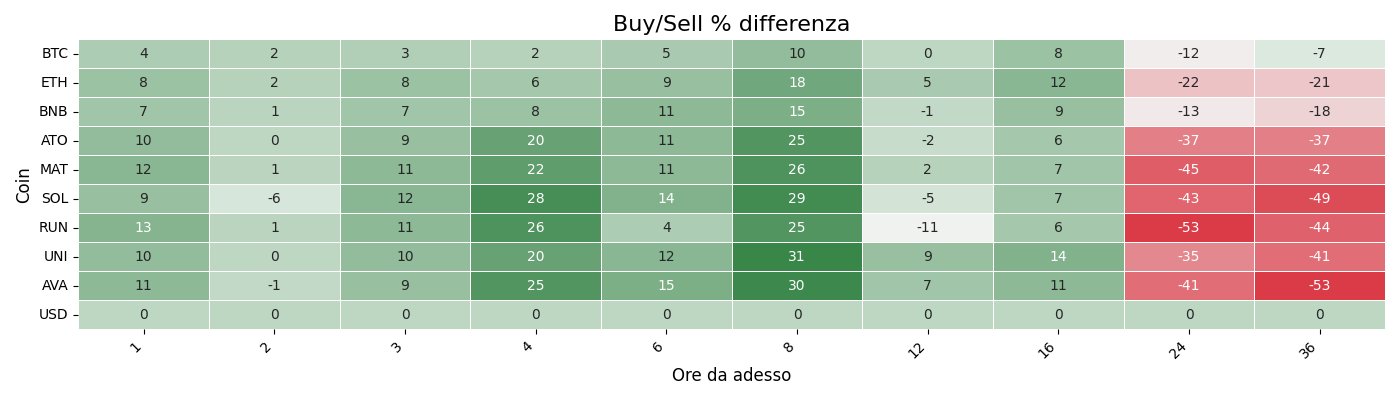 Buy/Sell % differenza
Coin
BTC 4 2 3 2 5 10 0 8 -12 -7
ETH 8 2 8 6 9 18 5 12 -22 -21
BNB 7 1 7 8 11 15 -1 9 -13 -18
ATO 10 0 9 20 11 25 -2 6 -37 -37
MAT 12 1 11 22 11 26 2 7 -45 -42
SOL 9 -6 12 28 14 29 -5 7 -43 -49
RUN 13 1 11 26 4 25 -11 6 -53 -44
UNI 10 0 10 20 12 31 9 14 -35 -41
AVA 11 -1 9 25 15 30 7 11 -41 -53
USD 0 0 0 0 0 0 0 0 0 0
1 2 3 4 6 8 12 16 24 36
Ore da adesso